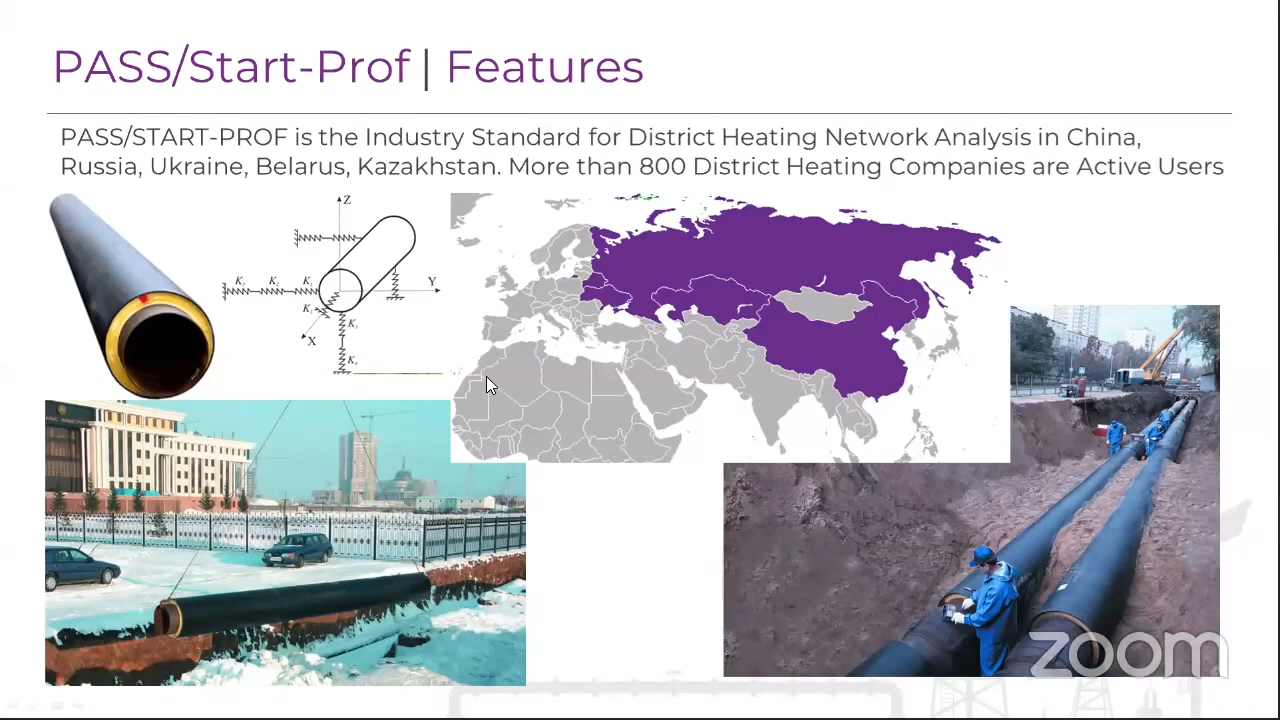 PASS/Start-Prof | Features
PASS/START-PROF is the Industry Standard for District Heating Network Analysis in China,
Russia, Ukraine, Belarus, Kazakhstan. More than 800 District Heating Companies are Active Users
Z
Y
X
zoom